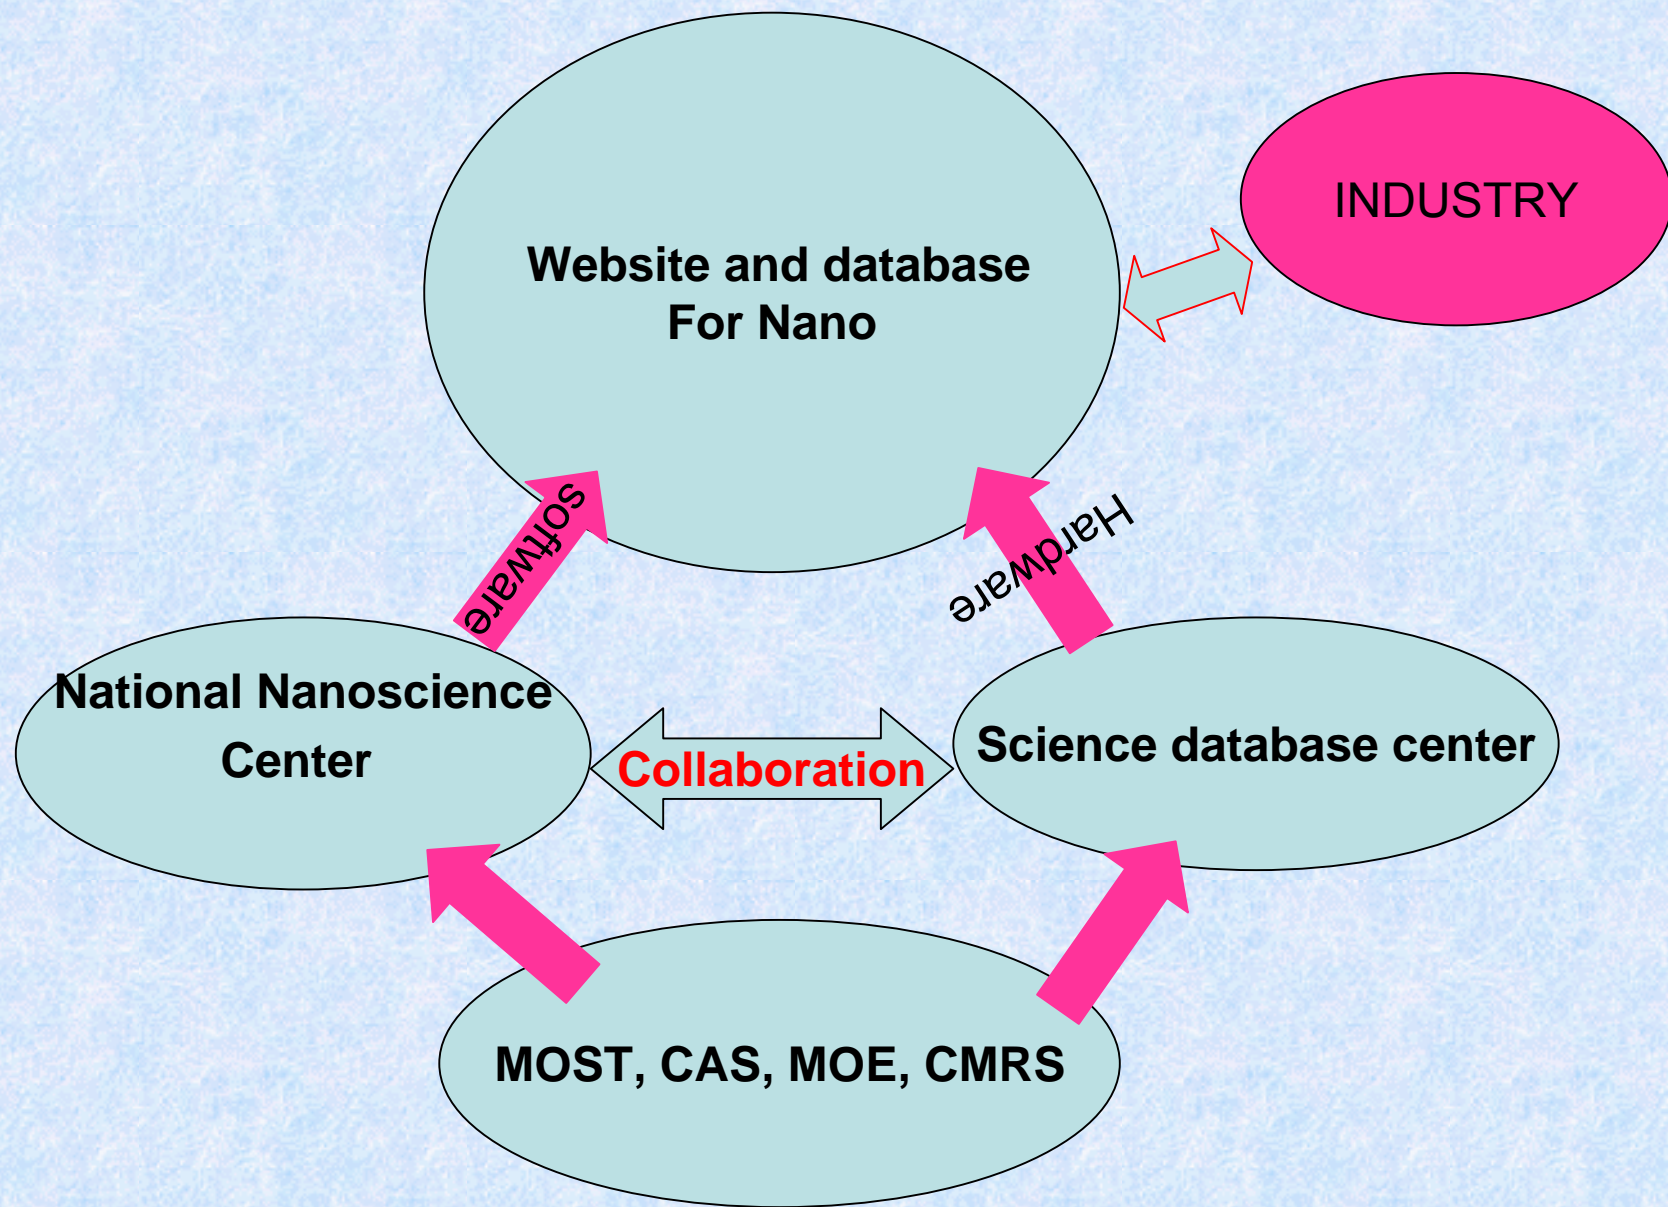 Website and database
For Nano
INDUSTRY
software
Hardware
National Nanoscience
Center
Collaboration
Science database center
MOST, CAS, MOE, CMRS